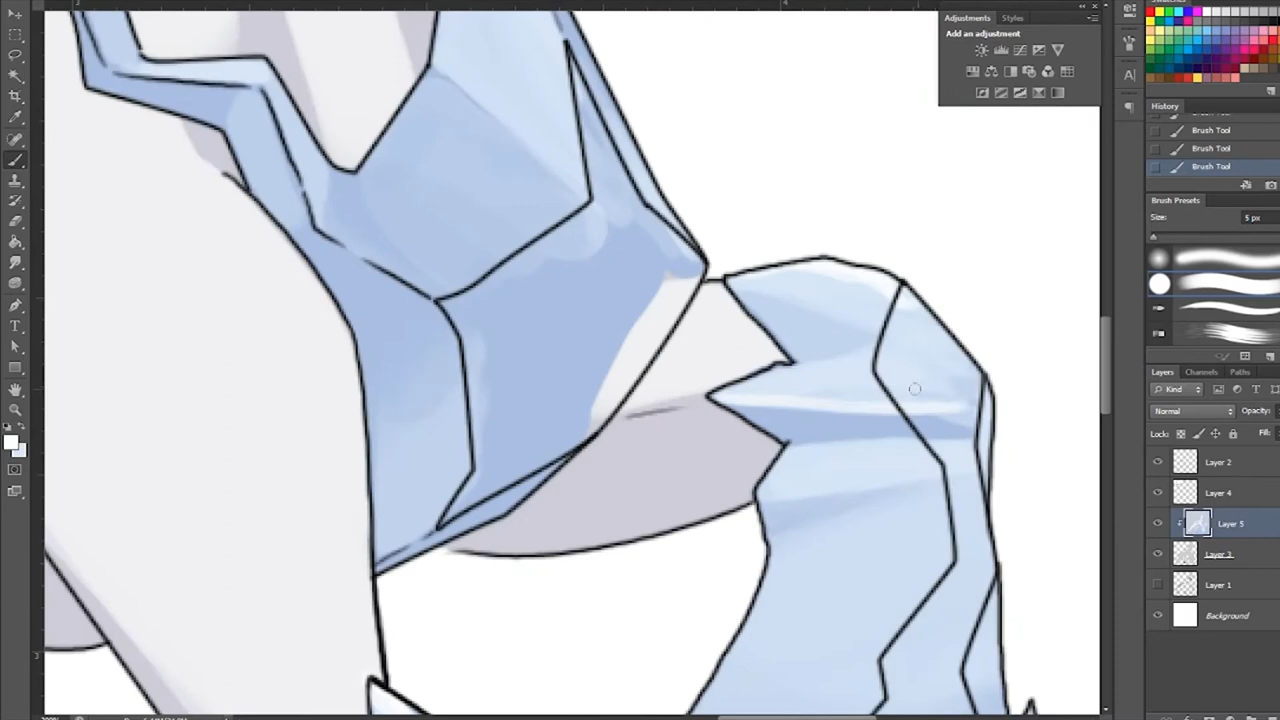 Adjustments Styles
Add an adjustment
Swatches
History
Brush Tool
Brush Tool
Brush Tool
Brush Presets
Size: 5 px
Layers Channels Paths
Kind
Normal Opacity:
Lock: Fill:
Layer 2
Layer 4
Layer 5
Layer 3
Layer 1
Background